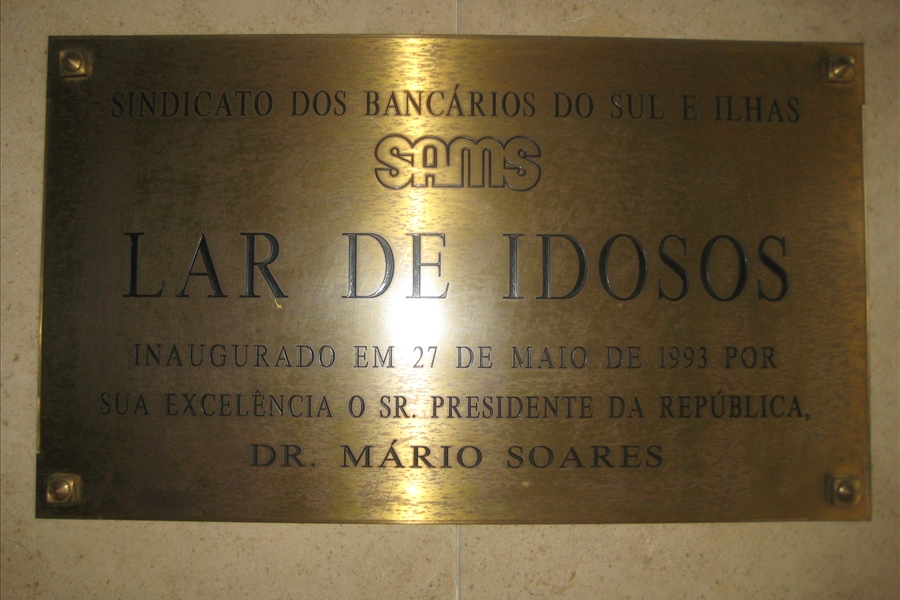 SINDICATO DOS BANCÁRIOS DO SUL E ILHAS
SAMS
LAR DE IDOSOS
INAUGURADO EM 27 DE MAIO DE 1993 POR
SUA EXCELÊNCIA O SR. PRESIDENTE DA REPÚBLICA,
DR. MÁRIO SOARES